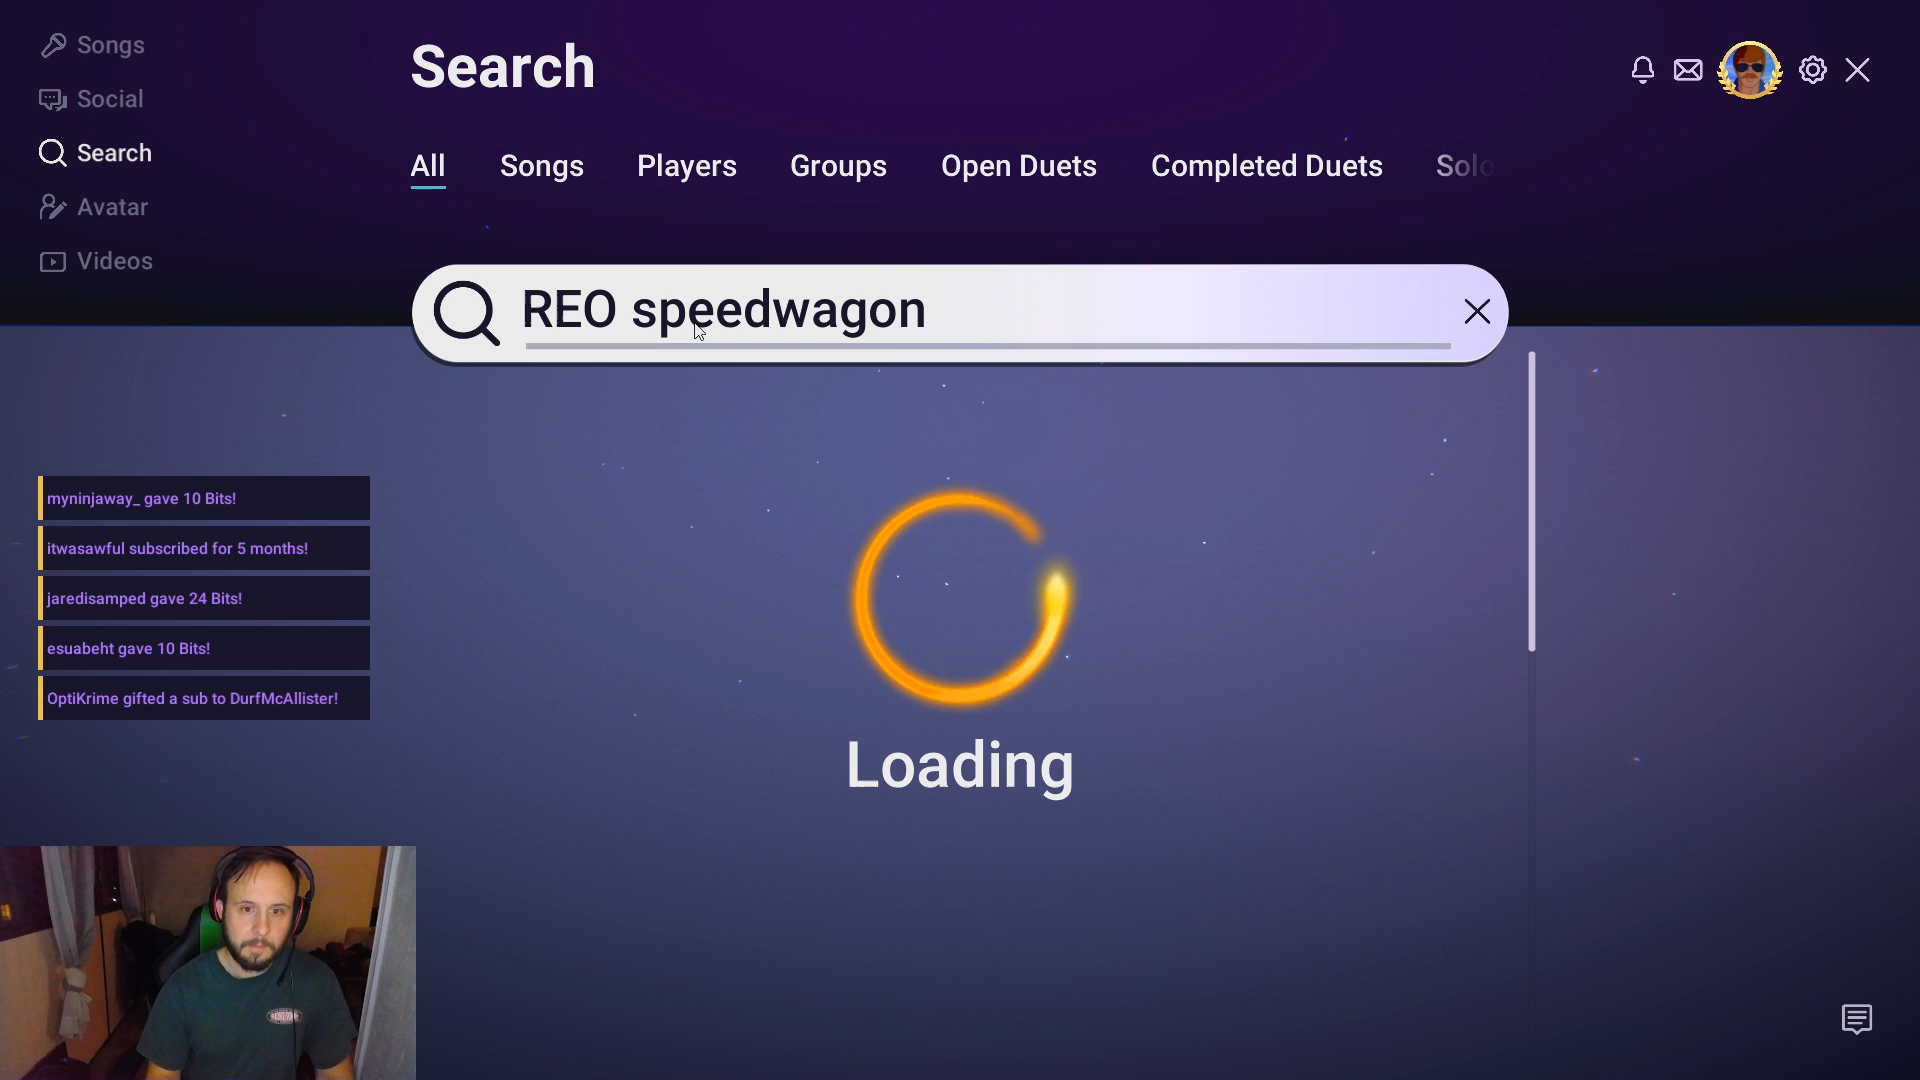 Songs
Social
Search
Avatar
Videos
Search
All Songs Players Groups Open Duets Completed Duets Solo
REO speedwagon
myninjaway_ gave 10 Bits!
itwasawful subscribed for 5 months!
jaredisamped gave 24 Bits!
esuabeht gave 10 Bits!
OptiKrime gifted a sub to DurfMcAllister!
Loading